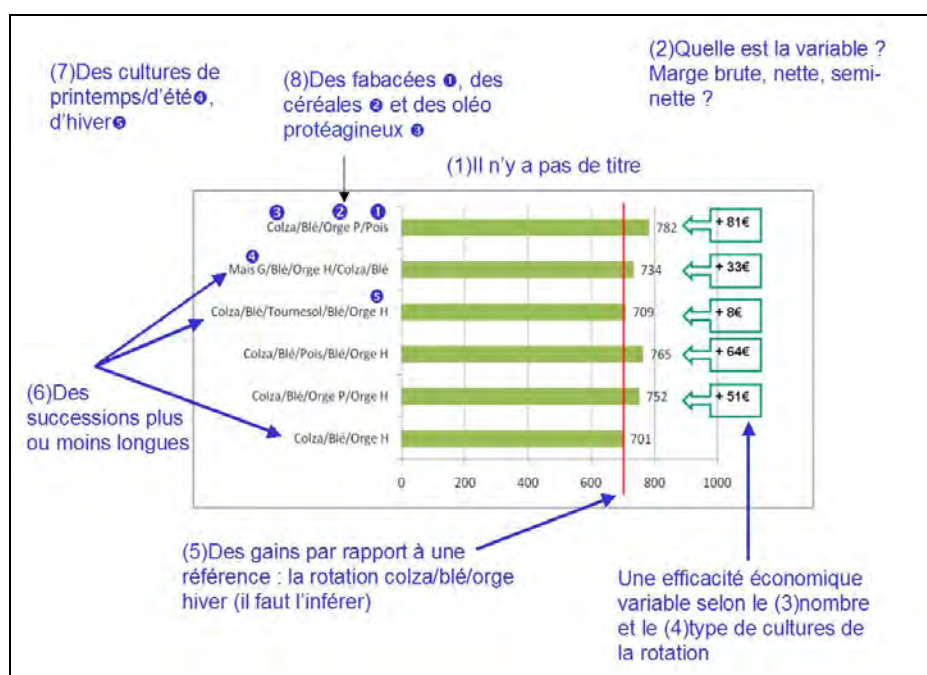 (7)Des cultures de
printemps/d'été❹,
d'hiver❺
(8)Des fabacées ❶, des
céréales ❷ et des oléo
protéagineux ❸
(2)Quelle est la variable ?
Marge brute, nette, semi-
nette ?
(1)Il n'y a pas de titre
❸ ❷ ❶
Colza/Blé/Orge P/Pois
782
+ 81€
❹
Mais G/Blé/Orge H/Colza/Blé
734
+ 33€
❺
Colza/Blé/Tournesol/Blé/Orge H
709
+ 8€
Colza/Blé/Pois/Blé/Orge H
765
+ 64€
Colza/Blé/Orge P/Orge H
752
+ 51€
Colza/Blé/Orge H
701
0 200 400 600 800 1000
(6)Des
successions plus
ou moins longues
(5)Des gains par rapport à une
référence : la rotation colza/blé/orge
hiver (il faut l'inférer)
Une efficacité économique
variable selon le (3)nombre
et le (4)type de cultures de
la rotation